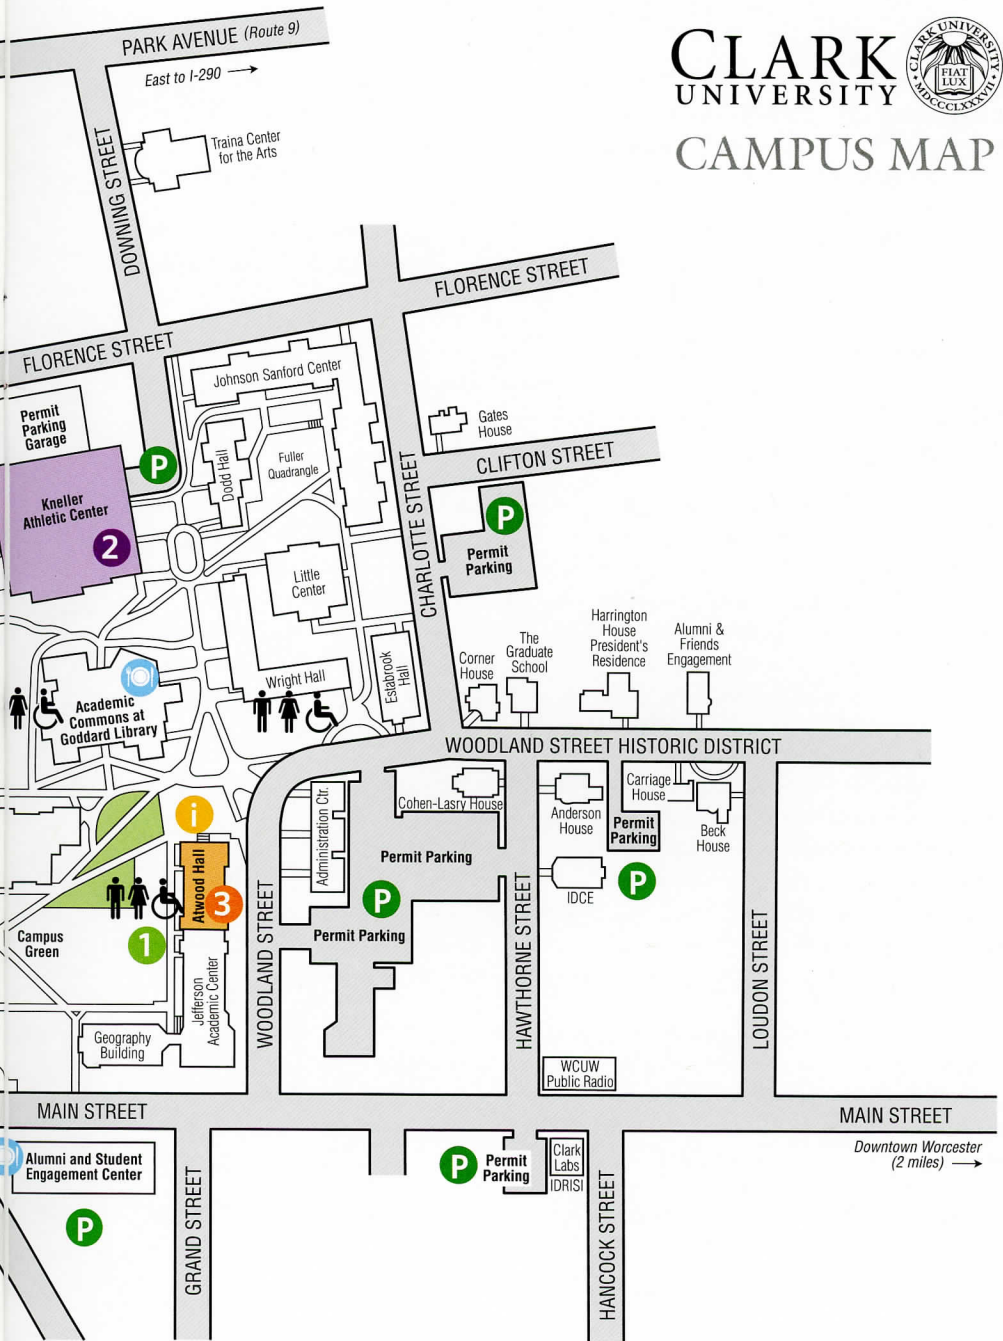 CLARK
UNIVERSITY
CLARK UNIVERSITY
FIAT
LUX
MDCCCLXXXVII
CAMPUS MAP
PARK AVENUE (Route 9)
East to I-290
DOWNING STREET
Traina Center
for the Arts
FLORENCE STREET
FLORENCE STREET
Johnson Sanford Center
Permit
Parking
Garage
P
Dodd Hall
Fuller
Quadrangle
Gates
House
CLIFTON STREET
CHARLOTTE STREET
Kneller
Athletic Center
2
P
Permit
Parking
Little
Center
Wright Hall
Estabrook
Hall
Academic
Commons at
Goddard Library
Corner
House
The
Graduate
School
Harrington
House
President's
Residence
Alumni &
Friends
Engagement
WOODLAND STREET HISTORIC DISTRICT
i
Atwood Hall
3
1
Campus
Green
Jefferson
Academic Center
Geography
Building
WOODLAND STREET
Administration Ctr.
Cohen-Lasry House
Permit Parking
P
Permit Parking
HAWTHORNE STREET
Anderson
House
Carriage
House
Permit
Parking
Beck
House
IDCE
P
LOUDON STREET
WCUW
Public Radio
MAIN STREET
MAIN STREET
Downtown Worcester
(2 miles)
Alumni and Student
Engagement Center
P
GRAND STREET
P
Permit
Parking
Clark
Labs
IDRISI
HANCOCK STREET